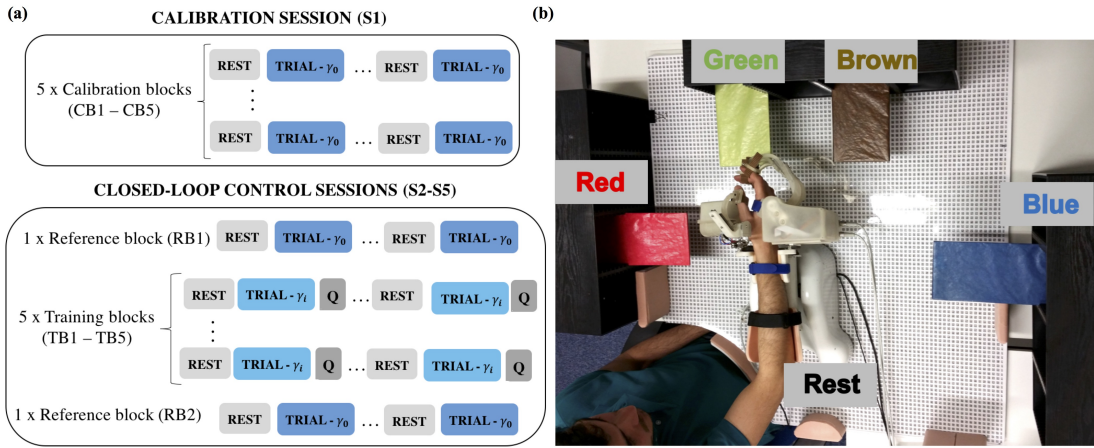 (a)
CALIBRATION SESSION (S1)
5 x Calibration blocks
(CB1 – CB5)
REST TRIAL - γ0 ... REST TRIAL - γ0
REST TRIAL - γ0 ... REST TRIAL - γ0
CLOSED-LOOP CONTROL SESSIONS (S2-S5)
1 x Reference block (RB1)
REST TRIAL - γ0 ... REST TRIAL - γ0
5 x Training blocks
(TB1 – TB5)
REST TRIAL - γi Q ... REST TRIAL - γi Q
REST TRIAL - γi Q ... REST TRIAL - γi Q
1 x Reference block (RB2)
REST TRIAL - γ0 ... REST TRIAL - γ0
(b)
Green
Brown
Red
Blue
Rest